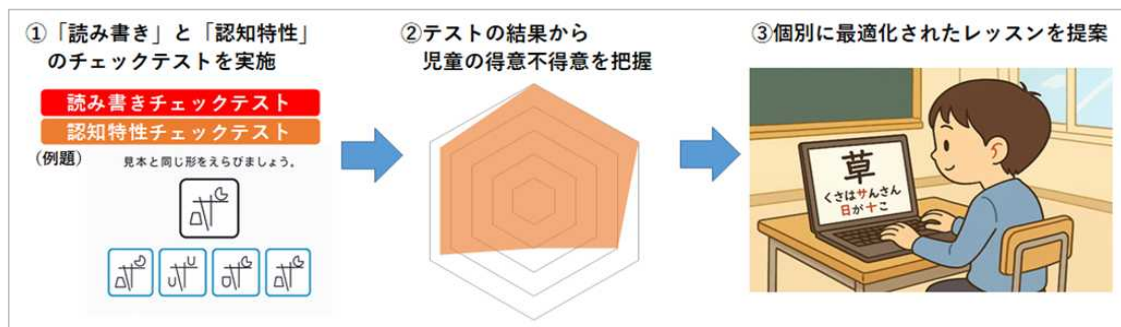 ①「読み書き」と「認知特性」
のチェックテストを実施
読み書きチェックテスト
認知特性チェックテスト
(例題)
見本と同じ形をえらびましょう。
②テストの結果から
児童の得意不得意を把握
③個別に最適化されたレッスンを提案
草
くさはサんさん
日が十こ